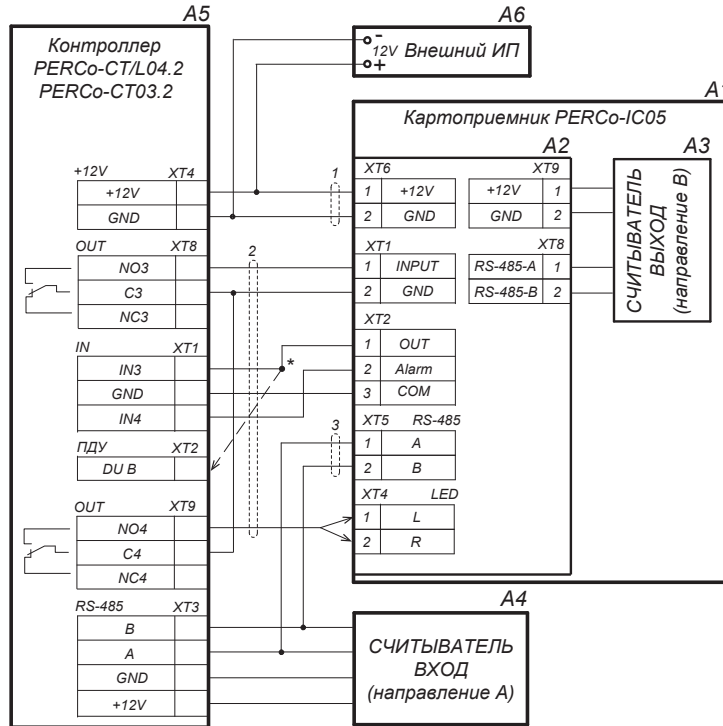 A5
Контроллер
PERCo-CT/L04.2
PERCo-CT03.2
+12V XT4
+12V
GND
OUT XT8
NO3
C3
NC3
IN XT1
IN3
GND
IN4
ПДУ XT2
DU B
OUT XT9
NO4
C4
NC4
RS-485 XT3
B
A
GND
+12V
1
2
*
3
A6
-
12V Внешний ИП
+
A1
Картоприемник PERCo-IC05
A2
XT6
1 +12V
2 GND
XT1
1 INPUT
2 GND
XT2
1 OUT
2 Alarm
3 COM
XT5 RS-485
1 A
2 B
XT4 LED
1 L
2 R
XT9
+12V 1
GND 2
XT8
RS-485-A 1
RS-485-B 2
A3
СЧИТЫВАТЕЛЬ
ВЫХОД
(направление B)
A4
СЧИТЫВАТЕЛЬ
ВХОД
(направление A)